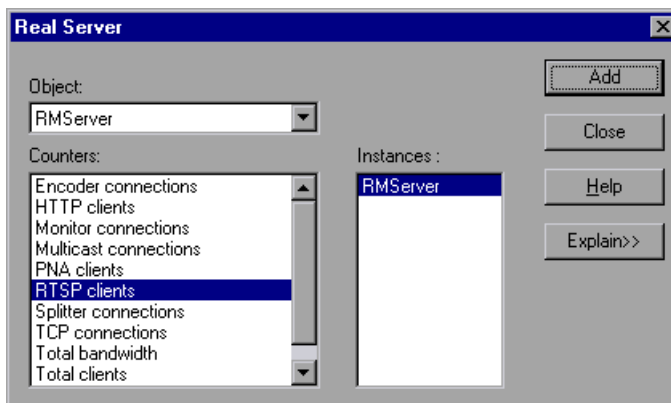 Real Server
Object:
RMServer
Counters:
Encoder connections
HTTP clients
Monitor connections
Multicast connections
PNA clients
RTSP clients
Splitter connections
TCP connections
Total bandwidth
Total clients
Instances :
RMServer
Add
Close
Help
Explain>>